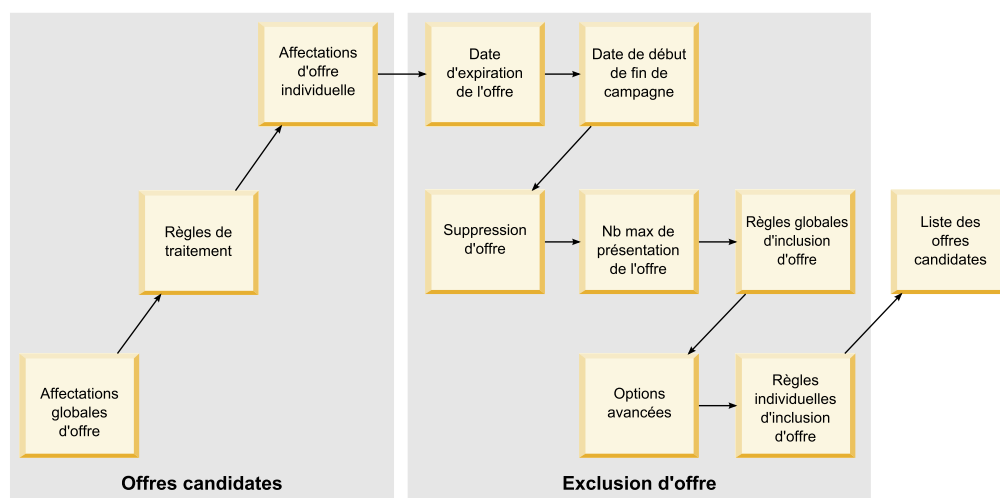 Affectations
d'offre
individuelle
Date
d'expiration
de l'offre
Date de début
de fin de
campagne
Règles de
traitement
Suppression
d'offre
Nb max de
présentation
de l'offre
Règles globales
d'inclusion
d'offre
Liste des
offres
candidates
Affectations
globales
d'offre
Options
avancées
Règles
individuelles
d'inclusion
d'offre
Offres candidates
Exclusion d'offre